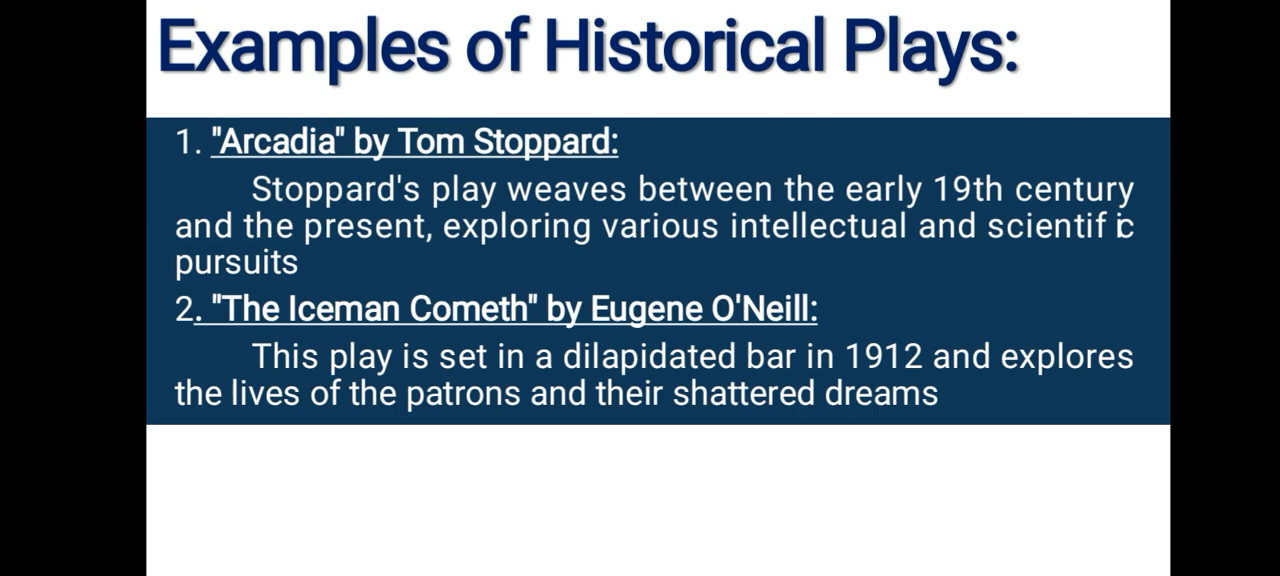 Examples of Historical Plays:
1. "Arcadia" by Tom Stoppard:
Stoppard's play weaves between the early 19th century
and the present, exploring various intellectual and scientific
pursuits
2. "The Iceman Cometh" by Eugene O'Neill:
This play is set in a dilapidated bar in 1912 and explores
the lives of the patrons and their shattered dreams